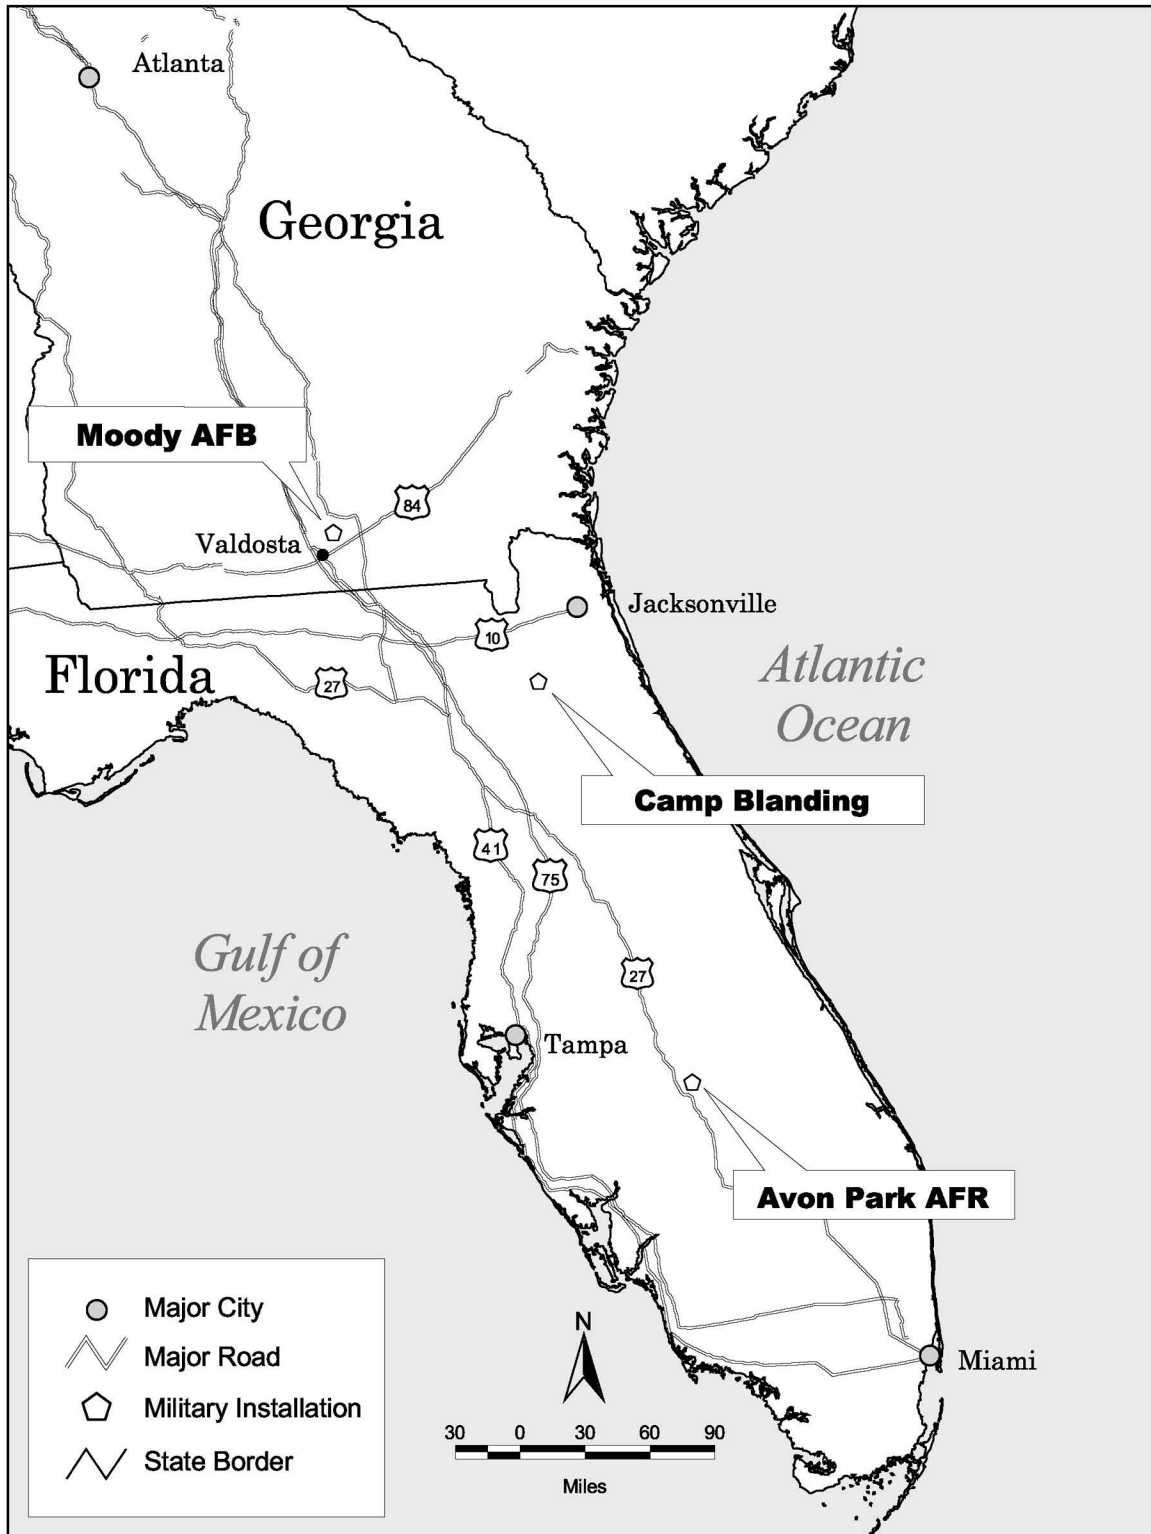 Atlanta
Georgia
Moody AFB
84
Valdosta
Jacksonville
10
Florida
27
Atlantic
Ocean
Camp Blanding
41
75
Gulf of
Mexico
27
Tampa
Avon Park AFR
Major City
Major Road
Military Installation
State Border
N
Miami
30 0 30 60 90
Miles